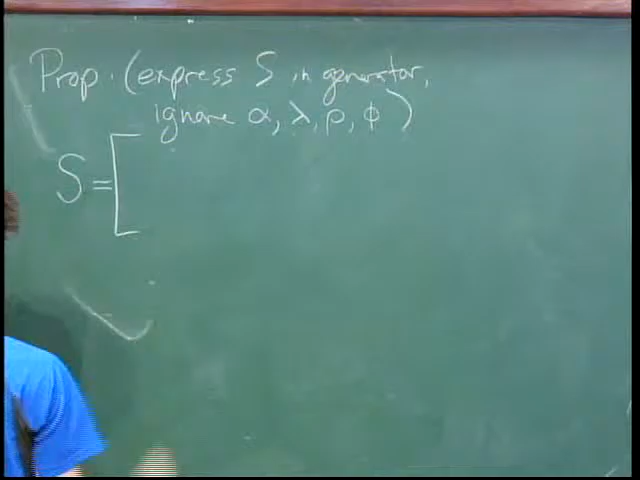 Prop. (express S in generator,
ignore α, λ, ρ, φ)
S = [